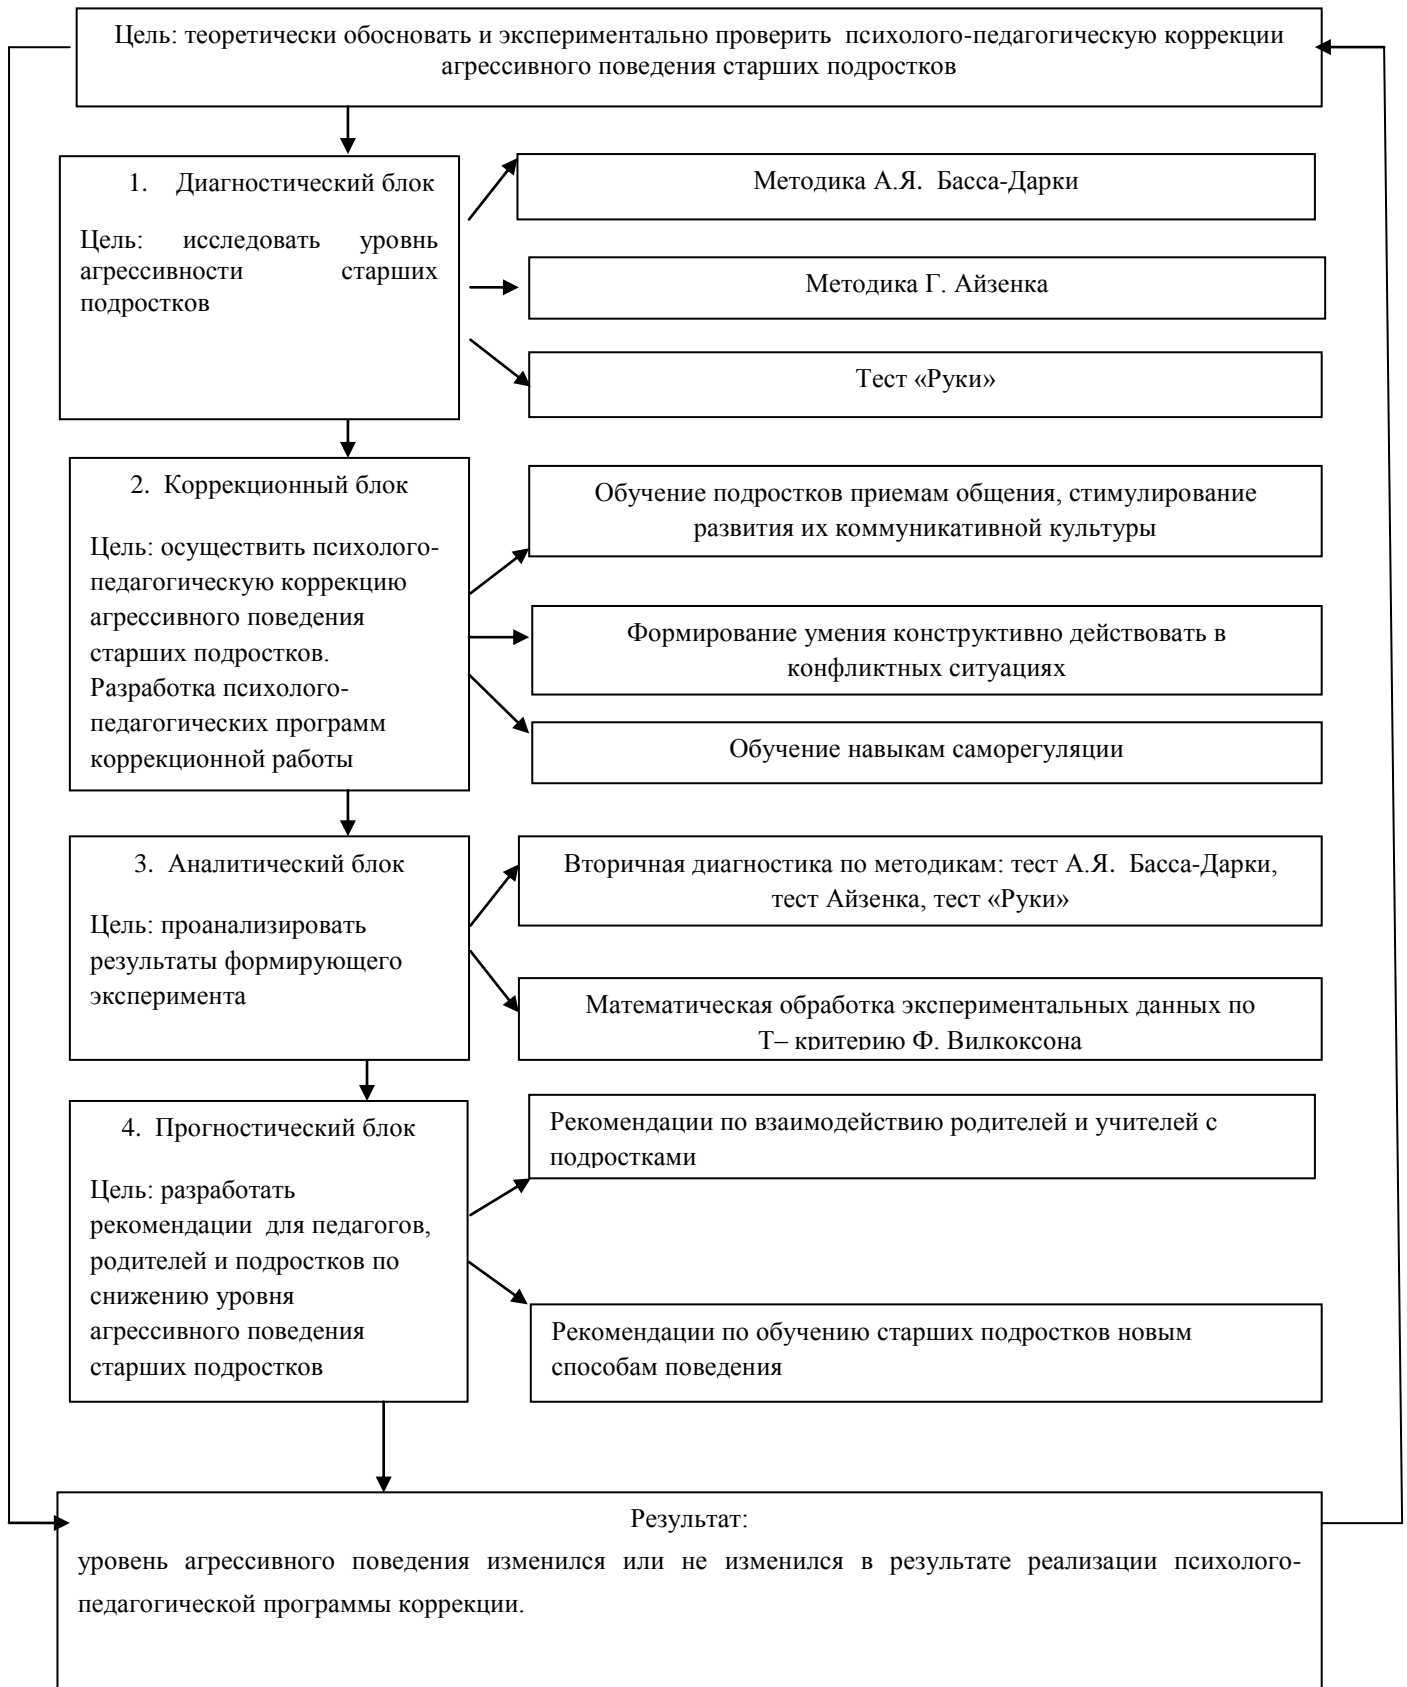 Цель: теоретически обосновать и экспериментально проверить психолого-педагогическую коррекции
агрессивного поведения старших подростков
1. Диагностический блок
Цель: исследовать уровнь
агрессивности старших
подростков
Методика А.Я. Басса-Дарки
Методика Г. Айзенка
Тест «Руки»
2. Коррекционный блок
Цель: осуществить психолого-
педагогическую коррекцию
агрессивного поведения
старших подростков.
Разработка психолого-
педагогических программ
коррекционной работы
Обучение подростков приемам общения, стимулирование
развития их коммуникативной культуры
Формирование умения конструктивно действовать в
конфликтных ситуациях
Обучение навыкам саморегуляции
3. Аналитический блок
Цель: проанализировать
результаты формирующего
эксперимента
Вторичная диагностика по методикам: тест А.Я. Басса-Дарки,
тест Айзенка, тест «Руки»
Математическая обработка экспериментальных данных по
Т– критерию Ф. Вилкоксона
4. Прогностический блок
Цель: разработать
рекомендации для педагогов,
родителей и подростков по
снижению уровня
агрессивного поведения
старших подростков
Рекомендации по взаимодействию родителей и учителей с
подростками
Рекомендации по обучению старших подростков новым
способам поведения
Результат:
уровень агрессивного поведения изменился или не изменился в результате реализации психолого-
педагогической программы коррекции.